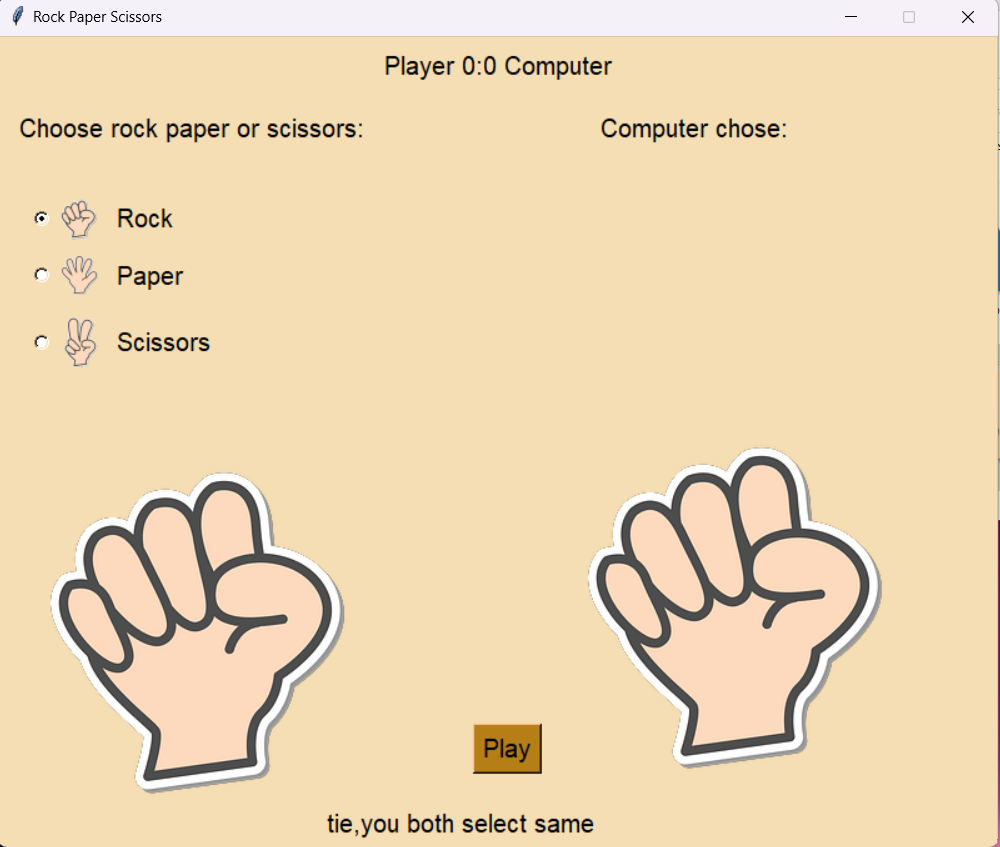 Rock Paper Scissors
Player 0:0 Computer
Choose rock paper or scissors:
Computer chose:
Rock
Paper
Scissors
Play
tie,you both select same